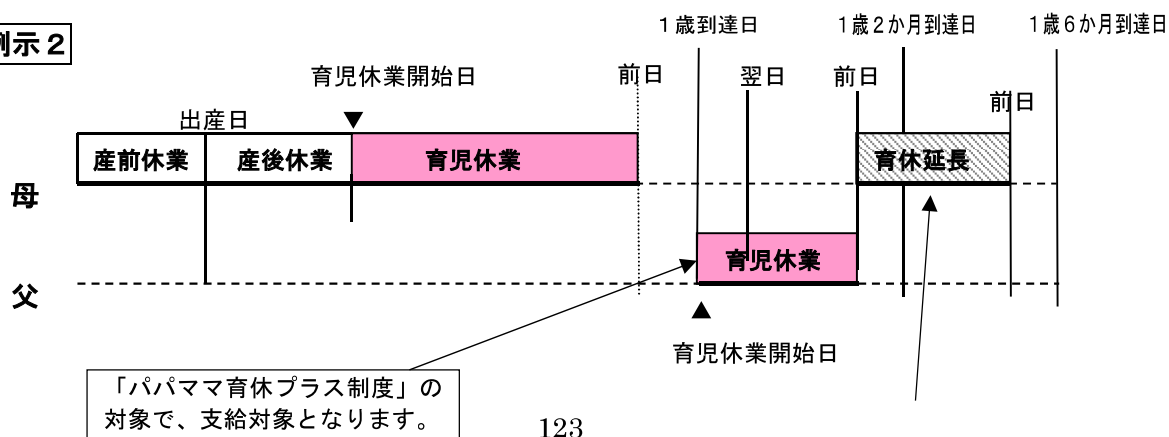 例示２
１歳到達日
１歳２か月到達日
１歳６か月到達日
育児休業開始日
前日
翌日
前日
前日
出産日
産前休業
産後休業
育児休業
育休延長
母
育児休業
父
育児休業開始日
「パパママ育休プラス制度」の
対象で、支給対象となります。
123